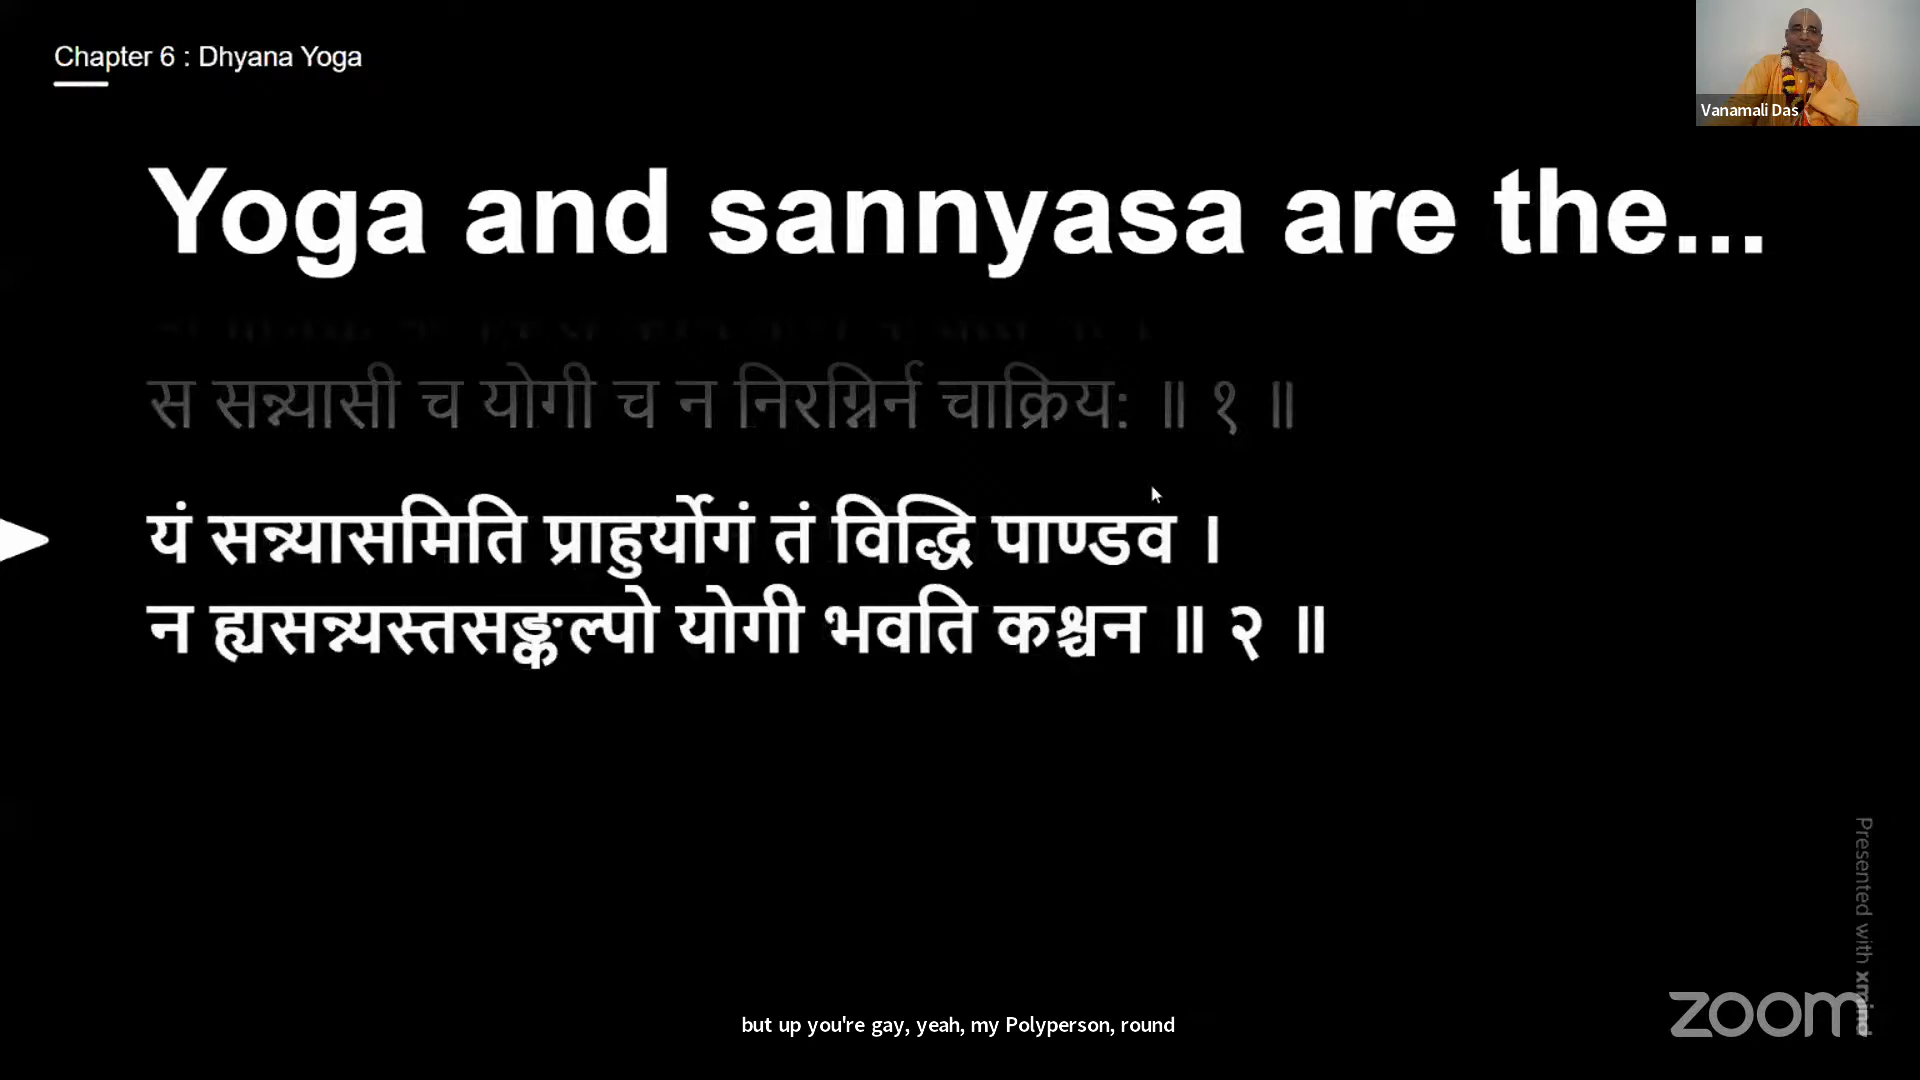 Chapter 6 : Dhyana Yoga
Vanamali Das
Yoga and sannyasa are the...
स सन्न्यासी च योगी च न निरग्निर्न चाक्रिय: ॥ १ ॥
यं सन्न्यासमिति प्राहुर्योगं तं विद्धि पाण्डव ।
न ह्यसन्न्यस्तसङ्कल्पो योगी भवति कश्चन ॥ २ ॥
Presented with xmind
but up you're gay, yeah, my Polyperson, round
zoom